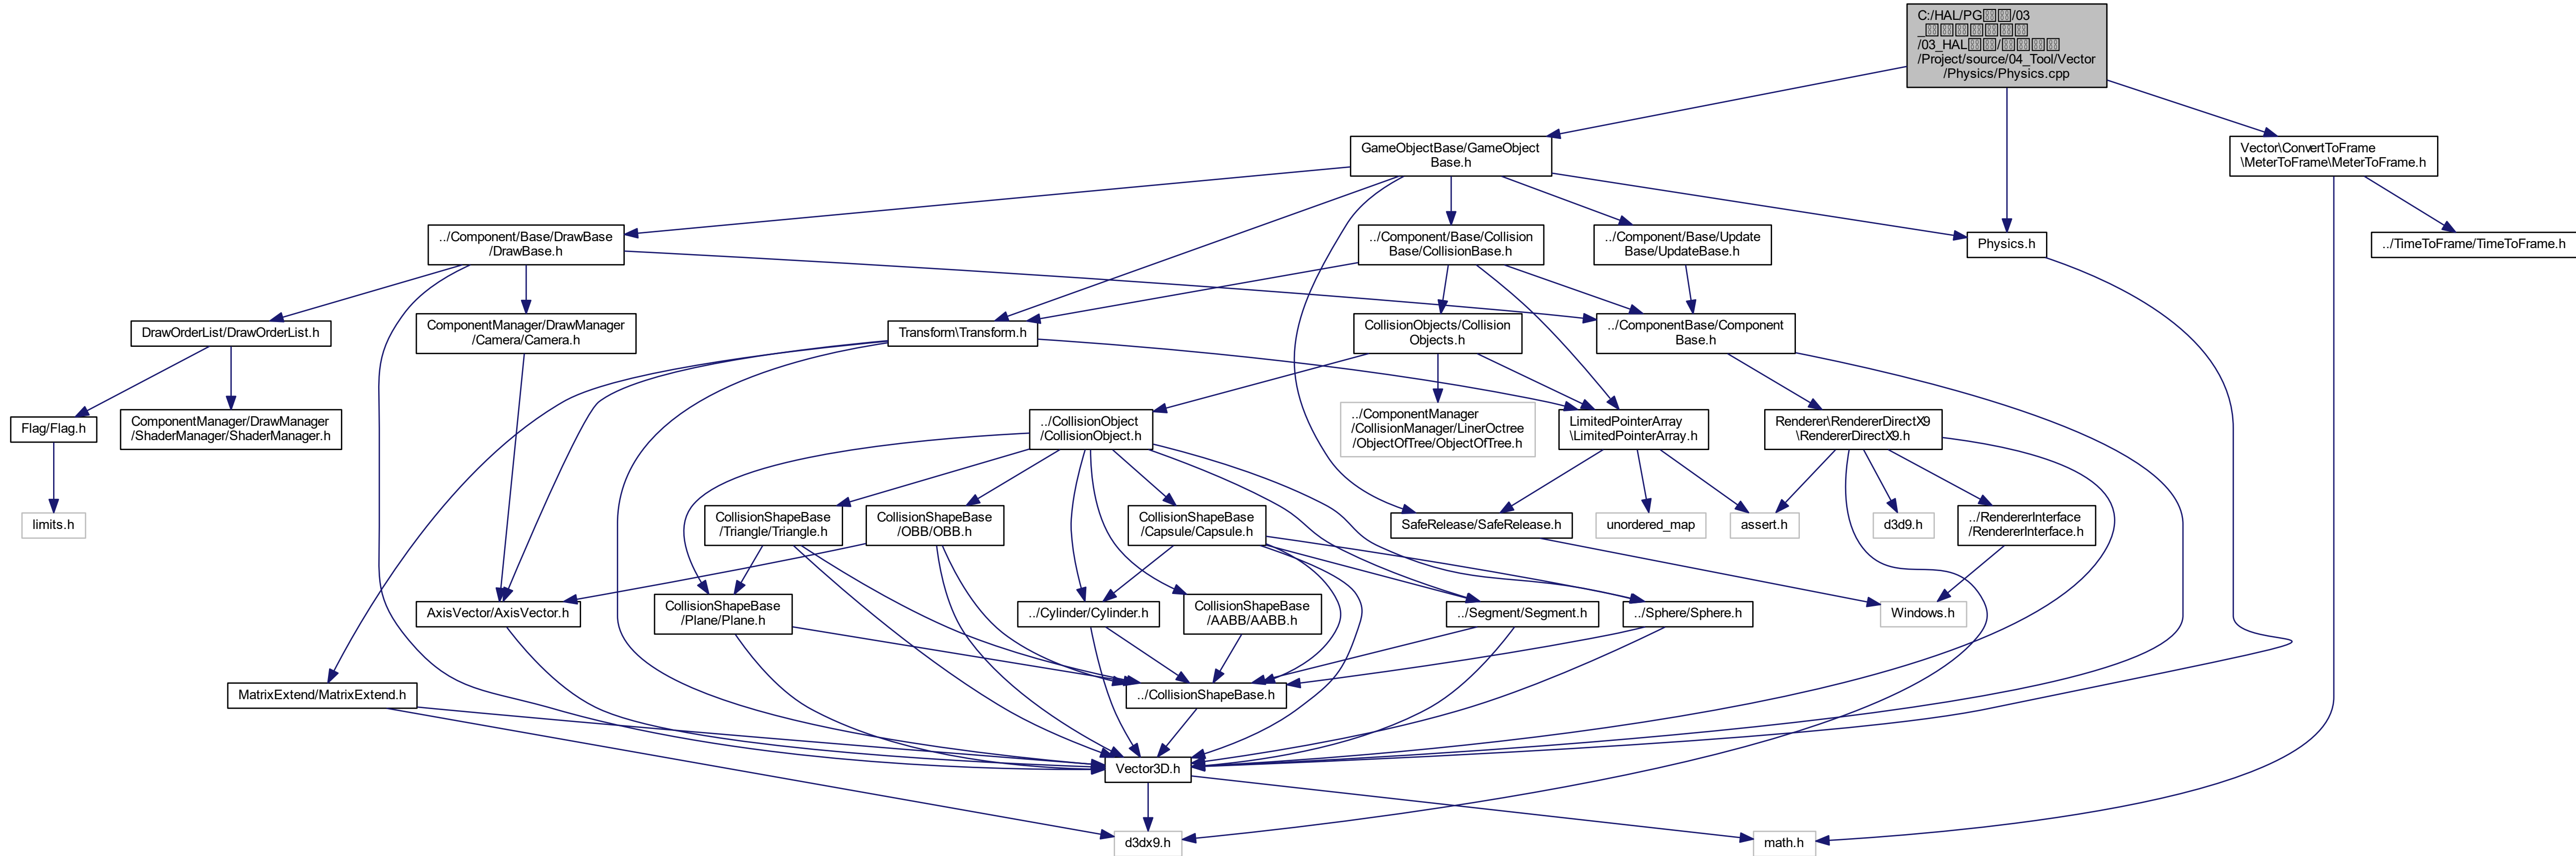 C:/HAL/PG/03
_
/03_HAL/
/Project/source/04_Tool/Vector
/Physics/Physics.cpp
GameObjectBase/GameObject
Base.h
Vector\ConvertToFrame
\MeterToFrame\MeterToFrame.h
../Component/Base/DrawBase
/DrawBase.h
../Component/Base/Collision
Base/CollisionBase.h
../Component/Base/Update
Base/UpdateBase.h
Physics.h
../TimeToFrame/TimeToFrame.h
DrawOrderList/DrawOrderList.h
ComponentManager/DrawManager
/Camera/Camera.h
Transform\Transform.h
CollisionObjects/Collision
Objects.h
../ComponentBase/Component
Base.h
Flag/Flag.h
ComponentManager/DrawManager
/ShaderManager/ShaderManager.h
../CollisionObject
/CollisionObject.h
../ComponentManager
/CollisionManager/LinerOctree
/ObjectOfTree/ObjectOfTree.h
LimitedPointerArray
\LimitedPointerArray.h
Renderer\RendererDirectX9
\RendererDirectX9.h
limits.h
CollisionShapeBase
/Triangle/Triangle.h
CollisionShapeBase
/OBB/OBB.h
CollisionShapeBase
/Capsule/Capsule.h
SafeRelease/SafeRelease.h
unordered_map
assert.h
d3d9.h
../RendererInterface
/RendererInterface.h
AxisVector/AxisVector.h
CollisionShapeBase
/Plane/Plane.h
../Cylinder/Cylinder.h
CollisionShapeBase
/AABB/AABB.h
../Segment/Segment.h
../Sphere/Sphere.h
Windows.h
MatrixExtend/MatrixExtend.h
../CollisionShapeBase.h
Vector3D.h
d3dx9.h
math.h